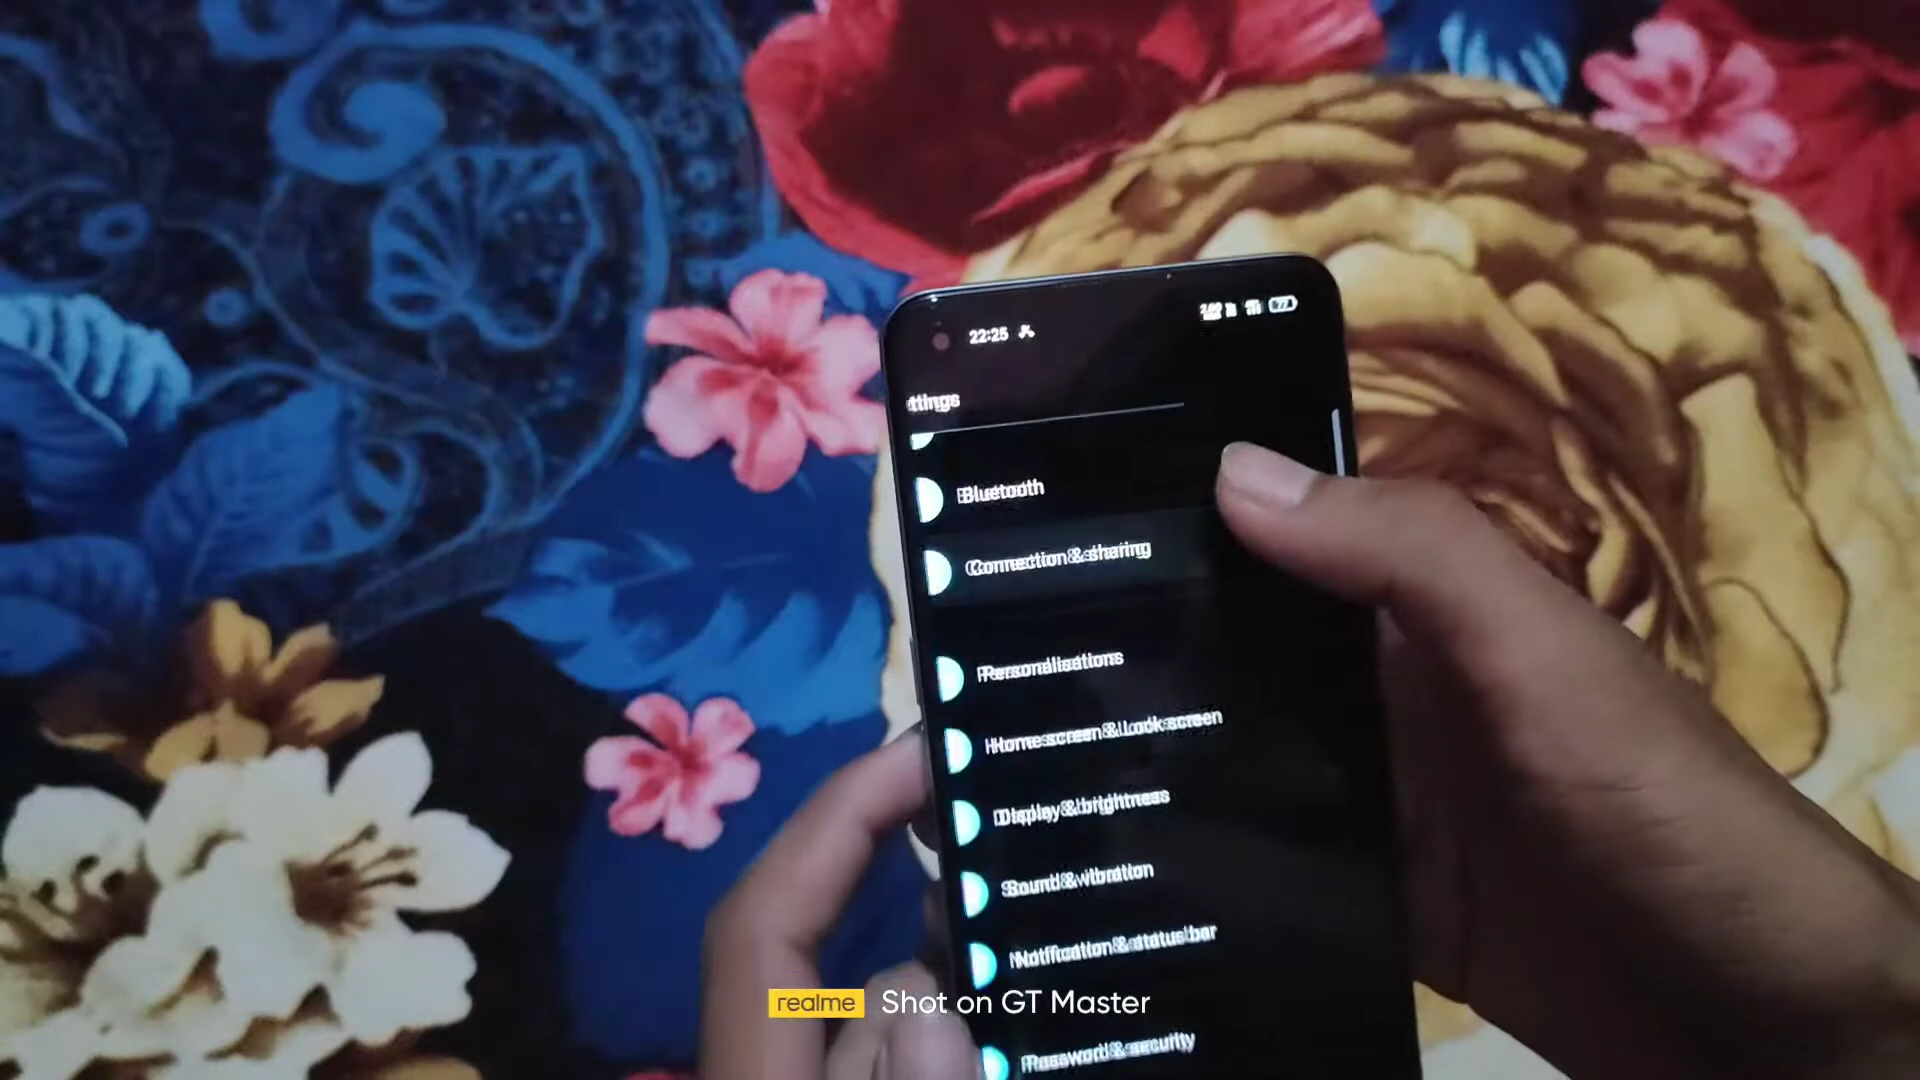 22:25
77
ttings
Bluetooth
Connection & sharing
Personalisations
Home screen & Lock screen
Display & brightness
Sound & vibration
Notification & status bar
Password & security
realme Shot on GT Master